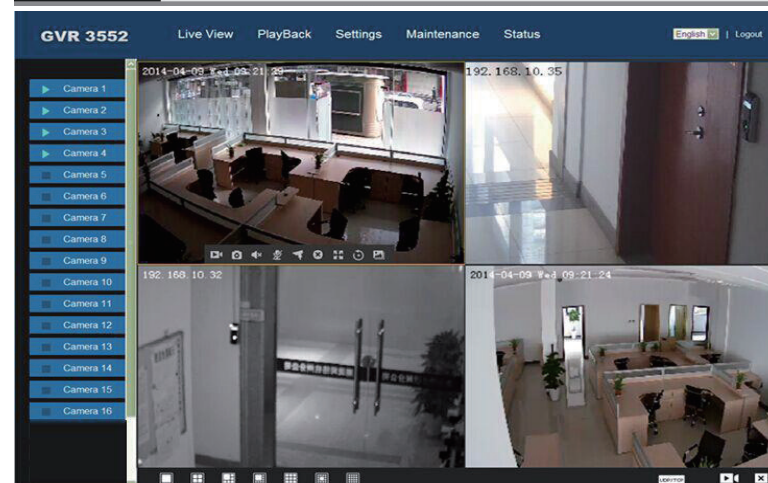 GVR 3552
Live View PlayBack Settings Maintenance Status
English | Logout
Camera 1
Camera 2
Camera 3
Camera 4
Camera 5
Camera 6
Camera 7
Camera 8
Camera 9
Camera 10
Camera 11
Camera 12
Camera 13
Camera 14
Camera 15
Camera 16
2014-04-09 Wed 09:21:29
192.168.10.35
192.168.10.32
2014-04-09 Wed 09:21:24
UDP/TCP